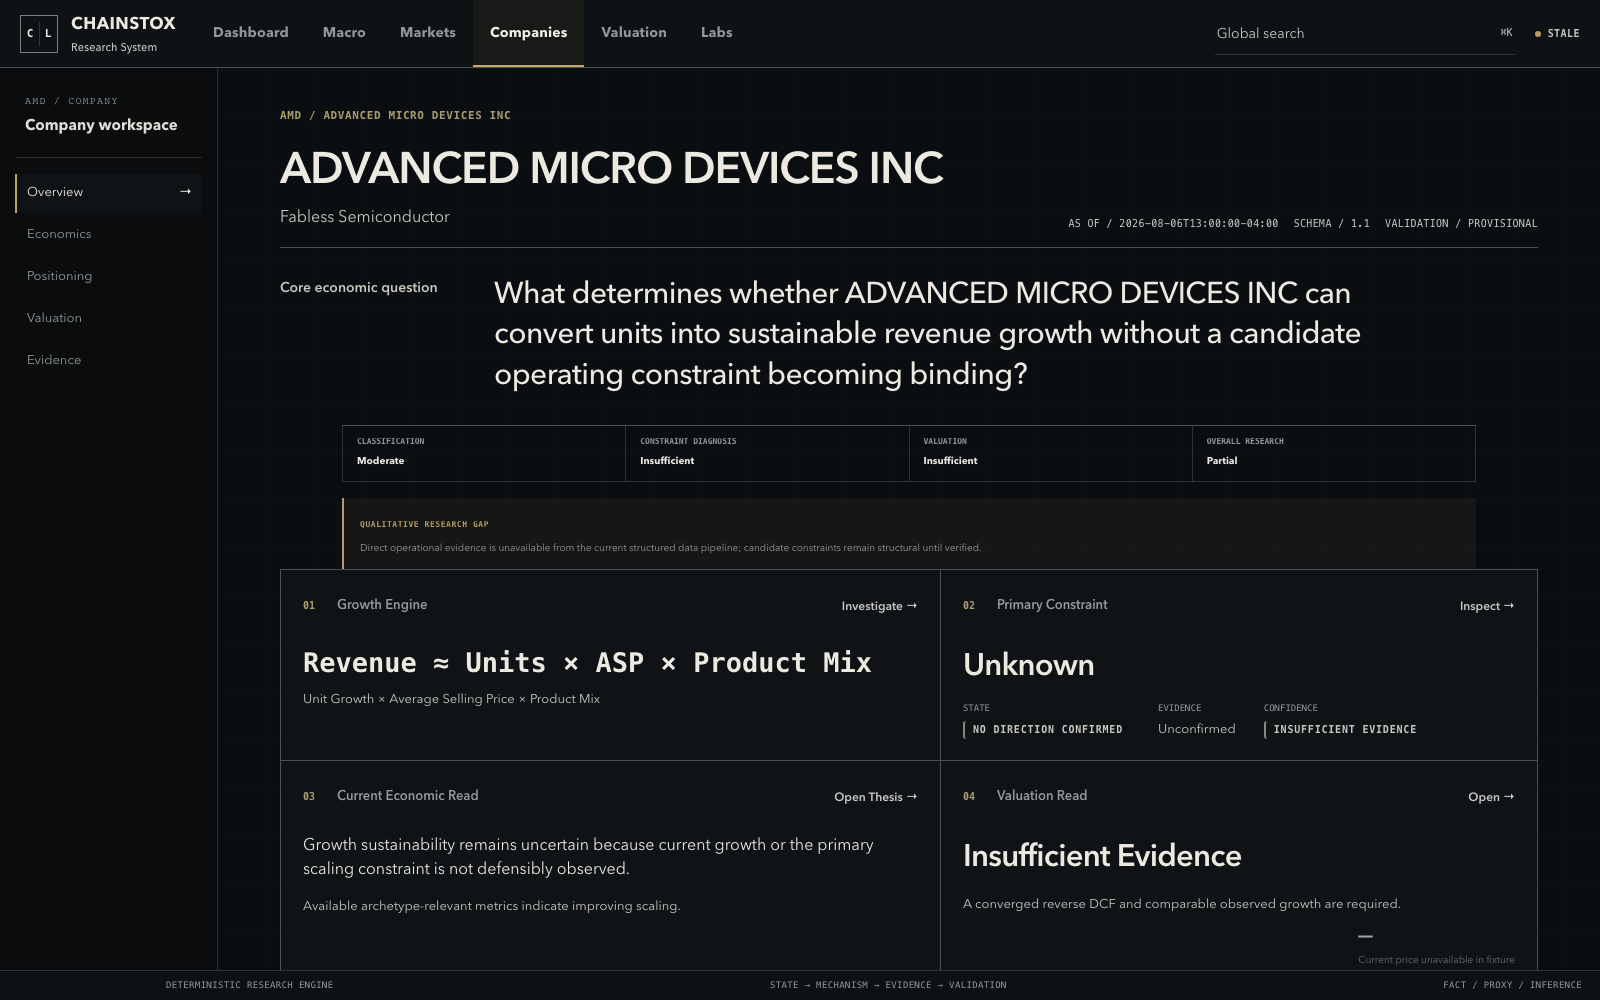 C L
CHAINSTOX
Research System
Dashboard
Macro
Markets
Companies
Valuation
Labs
Global search
⌘K
STALE
AMD / COMPANY
Company workspace
Overview →
Economics
Positioning
Valuation
Evidence
AMD / ADVANCED MICRO DEVICES INC
ADVANCED MICRO DEVICES INC
Fabless Semiconductor
AS OF / 2026-08-06T13:00:00-04:00 SCHEMA / 1.1 VALIDATION / PROVISIONAL
Core economic question
What determines whether ADVANCED MICRO DEVICES INC can
convert units into sustainable revenue growth without a candidate
operating constraint becoming binding?
CLASSIFICATION
Moderate
CONSTRAINT DIAGNOSIS
Insufficient
VALUATION
Insufficient
OVERALL RESEARCH
Partial
QUALITATIVE RESEARCH GAP
Direct operational evidence is unavailable from the current structured data pipeline; candidate constraints remain structural until verified.
01 Growth Engine
Investigate →
Revenue ≈ Units × ASP × Product Mix
Unit Growth × Average Selling Price × Product Mix
02 Primary Constraint
Inspect →
Unknown
STATE
NO DIRECTION CONFIRMED
EVIDENCE
Unconfirmed
CONFIDENCE
INSUFFICIENT EVIDENCE
03 Current Economic Read
Open Thesis →
Growth sustainability remains uncertain because current growth or the primary
scaling constraint is not defensibly observed.
Available archetype-relevant metrics indicate improving scaling.
04 Valuation Read
Open →
Insufficient Evidence
A converged reverse DCF and comparable observed growth are required.
—
Current price unavailable in fixture
DETERMINISTIC RESEARCH ENGINE
STATE → MECHANISM → EVIDENCE → VALIDATION
FACT / PROXY / INFERENCE